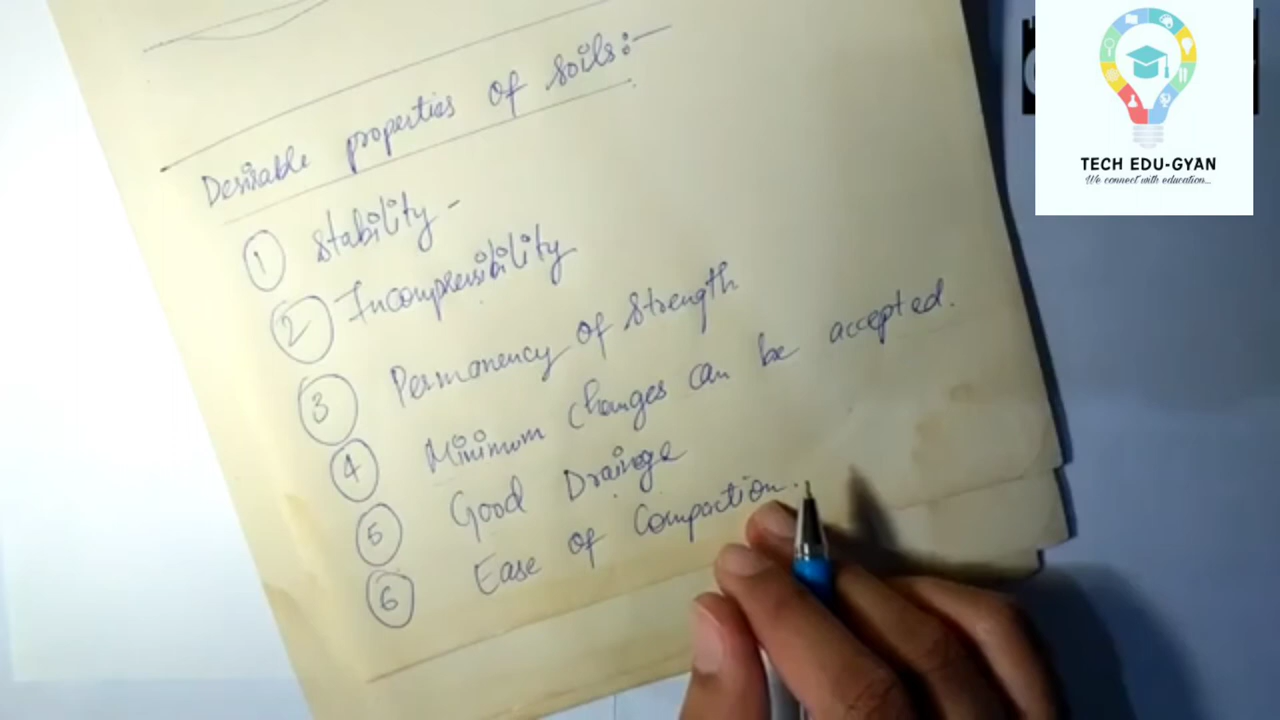 Desirable properties of soils:-
1 Stability -
2 Incompressibility
3 Permanency of Strength
4 Minimum Changes can be accepted.
5 Good Drainge
6 Ease of Compaction.
TECH EDU-GYAN
We connect with education...